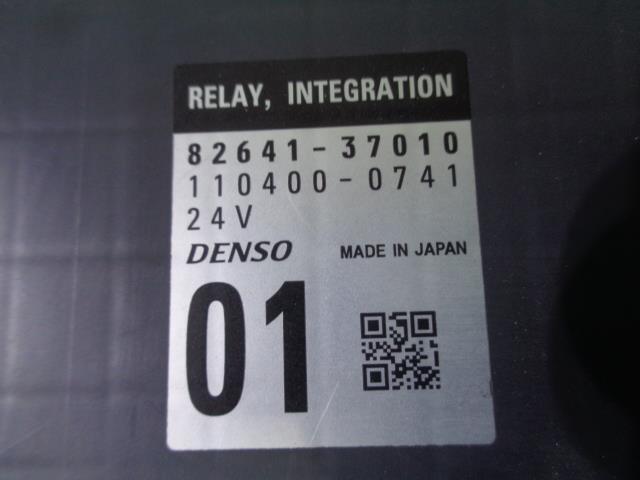 RELAY, INTEGRATION
82641-37010
110400-0741
24V
DENSO MADE IN JAPAN
01